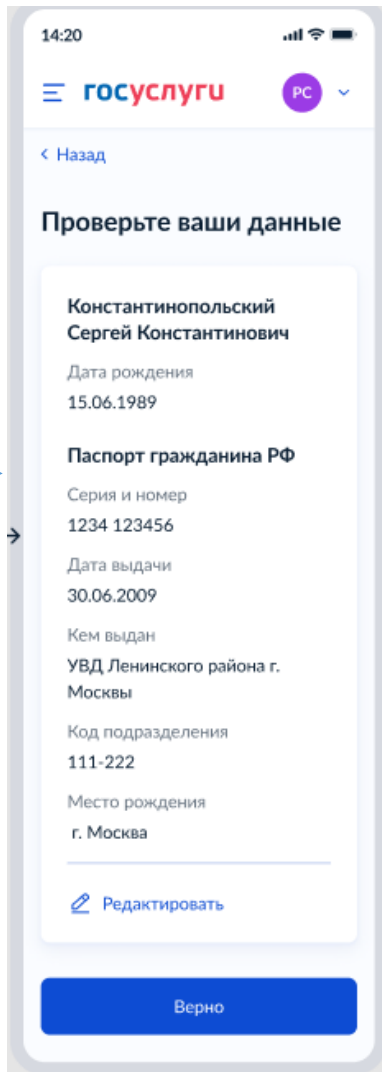 14:20
госуслуги
РС
Назад
Проверьте ваши данные
Константинопольский
Сергей Константинович
Дата рождения
15.06.1989
Паспорт гражданина РФ
Серия и номер
1234 123456
Дата выдачи
30.06.2009
Кем выдан
УВД Ленинского района г.
Москвы
Код подразделения
111-222
Место рождения
г. Москва
Редактировать
Верно